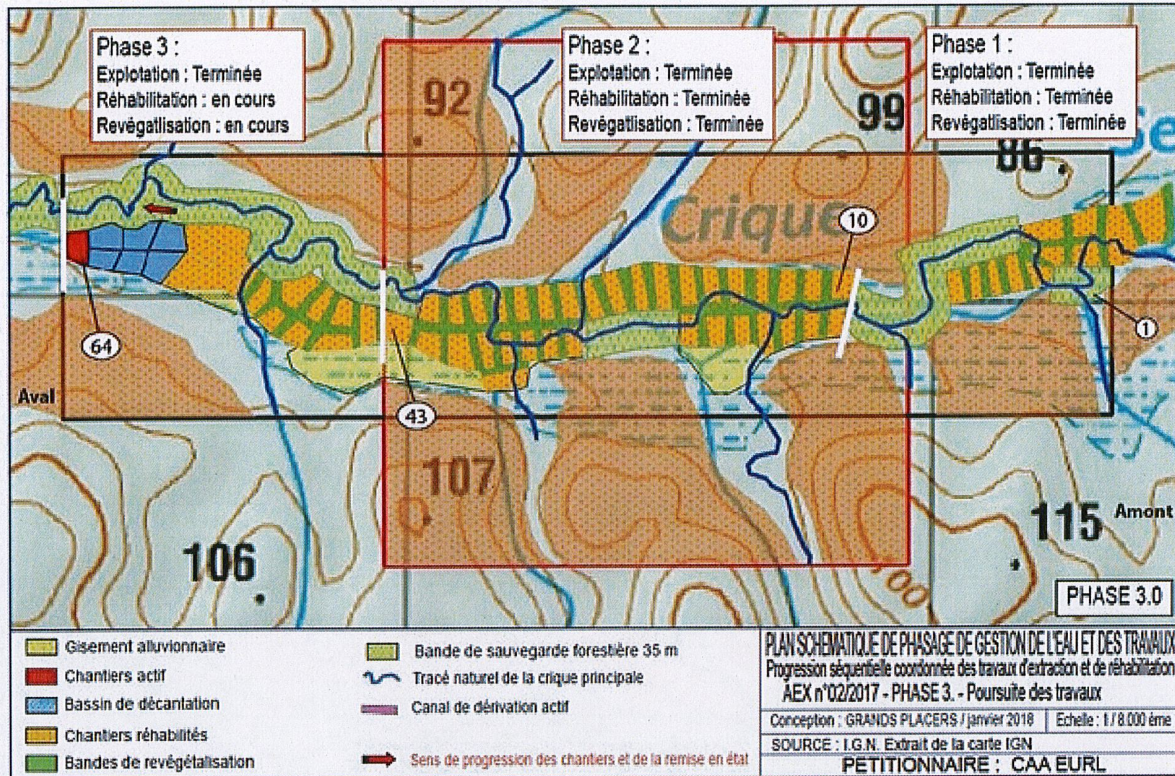 Phase 3 :
Explotation : Terminée
Réhabilitation : en cours
Revégatlisation : en cours
Phase 2 :
Explotation : Terminée
Réhabilitation : Terminée
Revégatlisation : Terminée
Phase 1 :
Explotation : Terminée
Réhabilitation : Terminée
Revégatlisation : Terminée
92
99
86
Se
Crique
10
1
64
43
Aval
107
106
115
Amont
100
PHASE 3.0
Gisement alluvionnaire
Chantiers actif
Bassin de décantation
Chantiers réhabilités
Bandes de revégétalisation
Bande de sauvegarde forestière 35 m
Tracé naturel de la crique principale
Canal de dérivation actif
Sens de progression des chantiers et de la remise en état
PLAN SCHEMATIQUE DE PHASAGE DE GESTION DE L'EAU ET DES TRAVAUX
Progression séquentielle coordonnée des travaux d'extraction et de réhabilitation
AEX n°02/2017 - PHASE 3. - Poursuite des travaux
Conception : GRANDS PLACERS / janvier 2018
Echelle : 1 / 8.000 ème
SOURCE : I.G.N. Extrait de la carte IGN
PETITIONNAIRE : CAA EURL